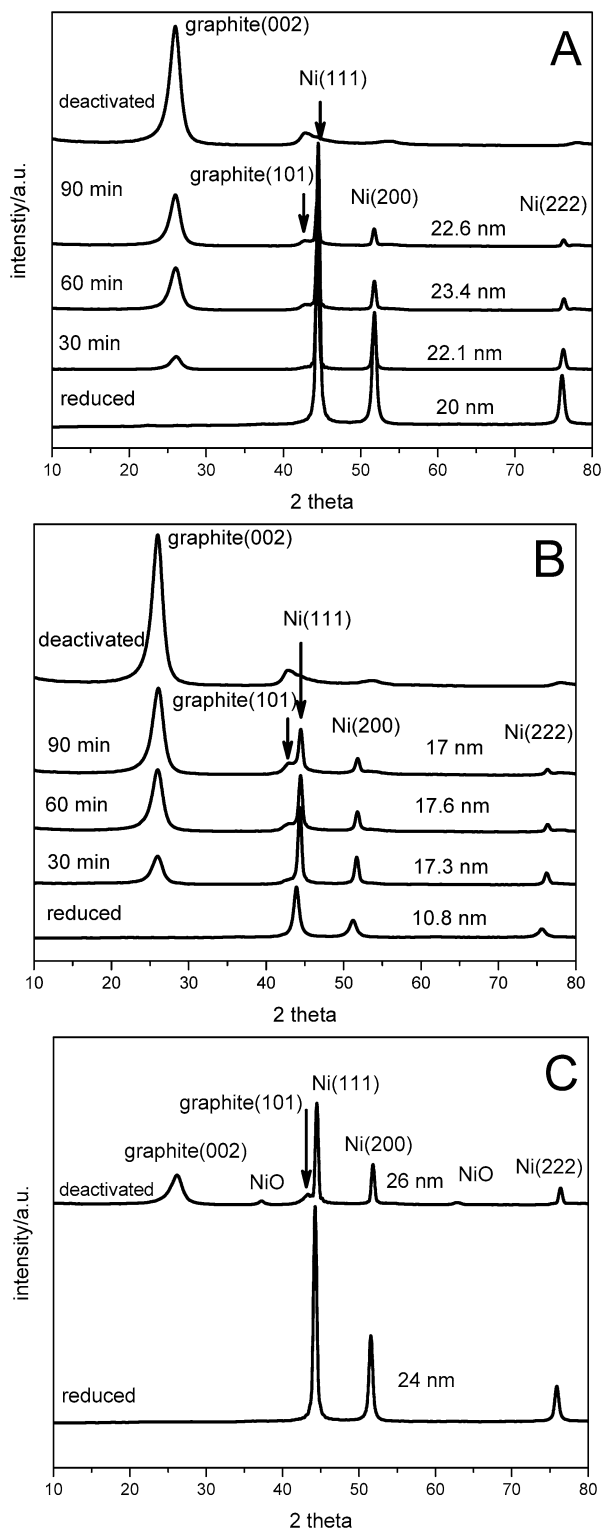 A
graphite(002)
deactivated
Ni(111)
graphite(101)
90 min
Ni(200)
Ni(222)
22.6 nm
60 min
23.4 nm
30 min
22.1 nm
reduced
20 nm
intenstiy/a.u.
10 20 30 40 50 60 70 80
2 theta
B
graphite(002)
deactivated
Ni(111)
graphite(101)
90 min
Ni(200)
17 nm
Ni(222)
60 min
17.6 nm
30 min
17.3 nm
reduced
10.8 nm
10 20 30 40 50 60 70 80
2 theta
C
Ni(111)
graphite(101)
graphite(002)
Ni(200)
NiO
26 nm
NiO
Ni(222)
deactivated
24 nm
reduced
intensity/a.u.
10 20 30 40 50 60 70 80
2 theta